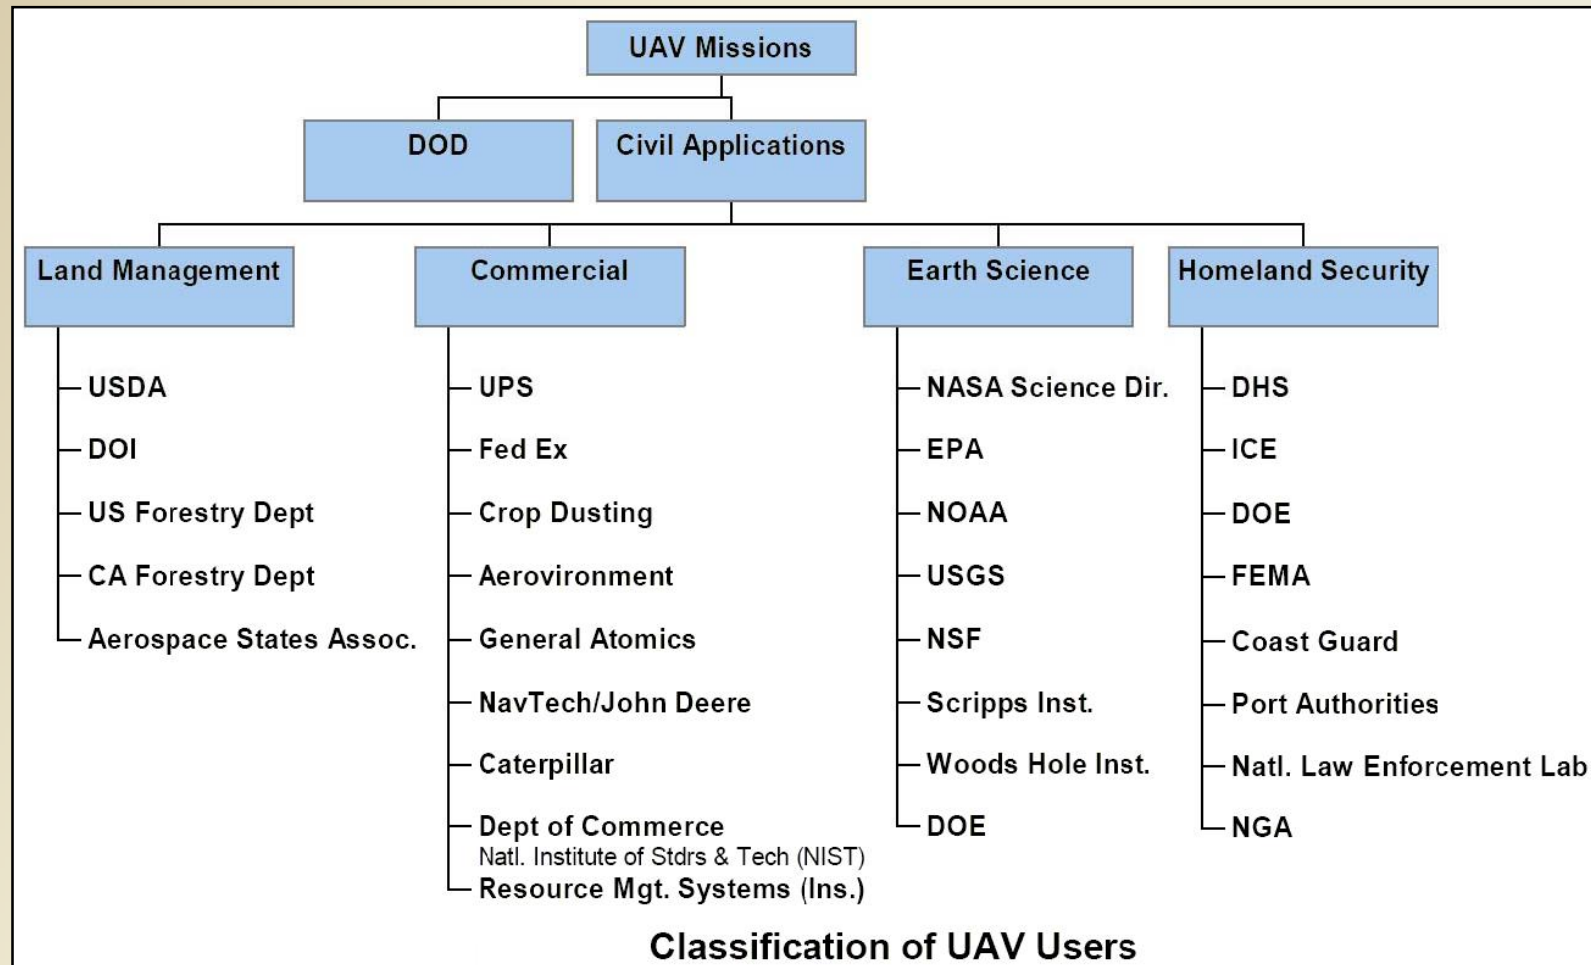 UAV Missions
DOD
Civil Applications
Land Management
USDA
DOI
US Forestry Dept
CA Forestry Dept
Aerospace States Assoc.
Commercial
UPS
Fed Ex
Crop Dusting
Aerovironment
General Atomics
NavTech/John Deere
Caterpillar
Dept of Commerce
Natl. Institute of Stdrs & Tech (NIST)
Resource Mgt. Systems (Ins.)
Earth Science
NASA Science Dir.
EPA
NOAA
USGS
NSF
Scripps Inst.
Woods Hole Inst.
DOE
Homeland Security
DHS
ICE
DOE
FEMA
Coast Guard
Port Authorities
Natl. Law Enforcement Lab
NGA
Classification of UAV Users